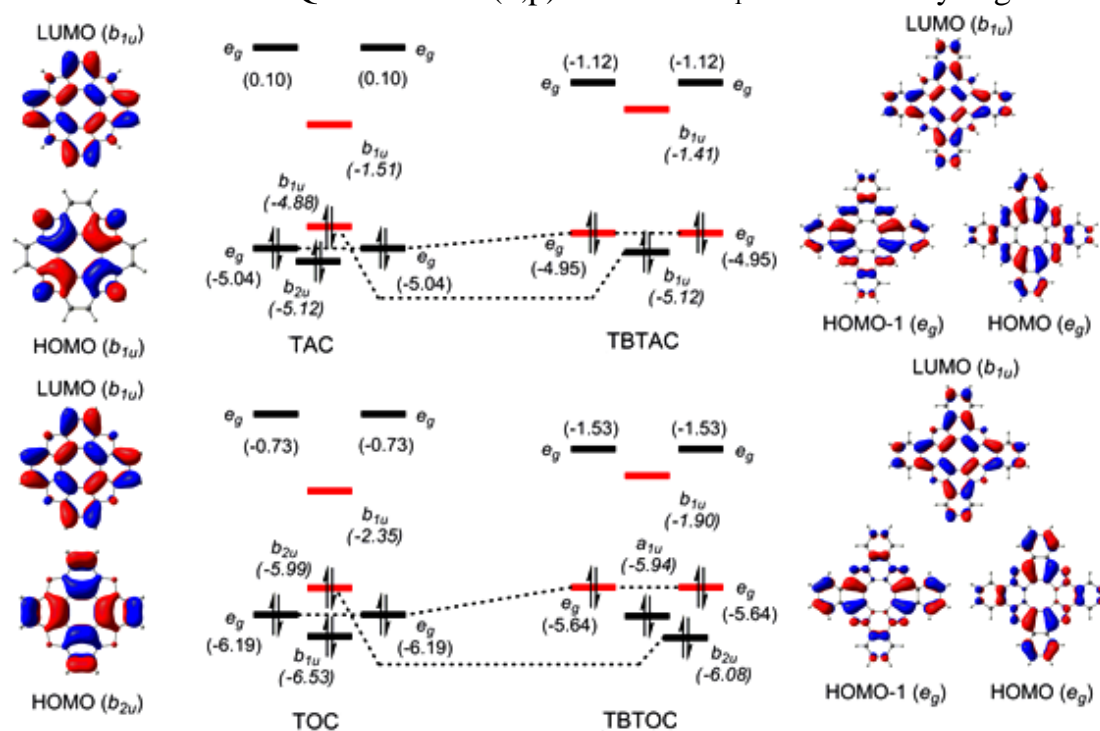 LUMO (b1u)
HOMO (b1u)
eg
(0.10)
(0.10)
eg
b1u
(-1.51)
b1u
(-4.88)
eg
(-5.04)
b2u
(-5.12)
eg
(-5.04)
TAC
(-1.12)
(-1.12)
eg
eg
b1u
(-1.41)
(-4.95)
b1u
(-5.12)
eg
(-4.95)
TBTAC
LUMO (b1u)
HOMO-1 (eg)
HOMO (eg)
LUMO (b1u)
HOMO (b2u)
eg
(-0.73)
(-0.73)
eg
b1u
(-2.35)
b2u
(-5.99)
eg
(-6.19)
b1u
(-6.53)
eg
(-6.19)
TOC
(-1.53)
(-1.53)
eg
eg
b1u
(-1.90)
a1u
(-5.94)
eg
(-5.64)
eg
(-5.64)
b2u
(-6.08)
TBTOC
LUMO (b1u)
HOMO-1 (eg)
HOMO (eg)